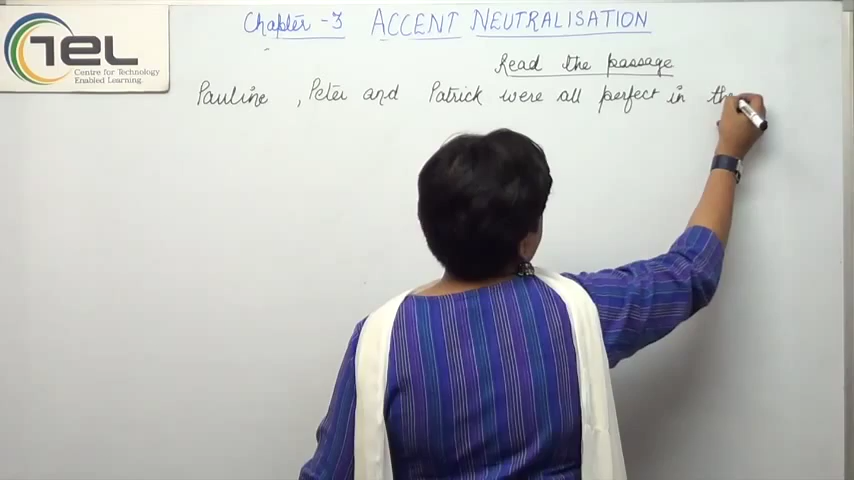 Chapter - 3 ACCENT NEUTRALISATION
TEL
Centre for Technology
Enabled Learning.
Read the passage
Pauline , Peter and Patrick were all perfect in the